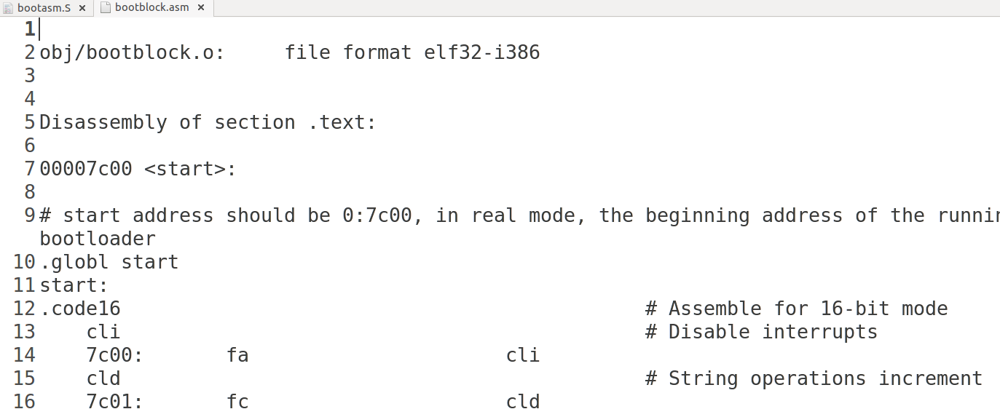 bootasm.S × bootblock.asm ×
1
2 obj/bootblock.o:     file format elf32-i386
3
4
5 Disassembly of section .text:
6
7 00007c00 <start>:
8
9 # start address should be 0:7c00, in real mode, the beginning address of the
bootloader
10 .globl start
11 start:
12 .code16                                             # Assemble for 16-bit mode
13     cli                                             # Disable interrupts
14     7c00:       fa                      cli
15     cld                                             # String operations increment
16     7c01:       fc                      cld